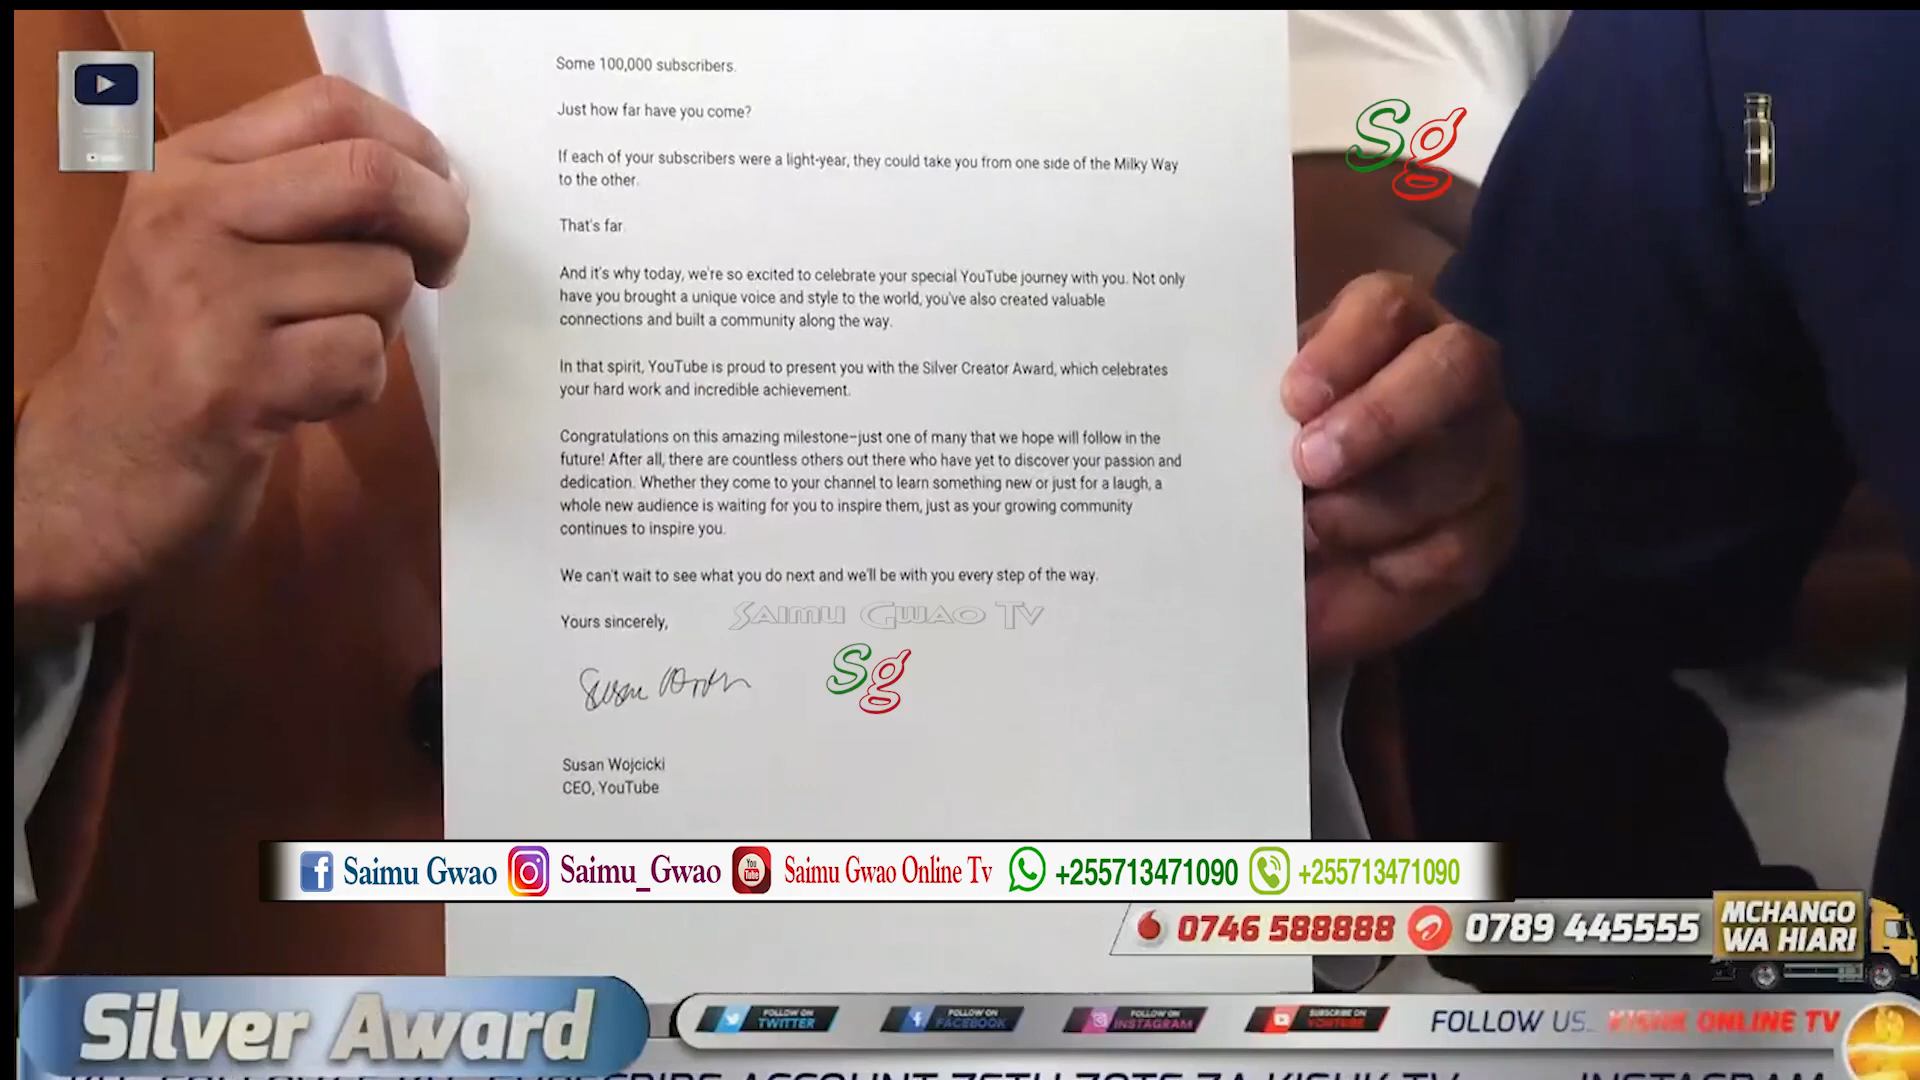 Some 100,000 subscribers.
Just how far have you come?
If each of your subscribers were a light-year, they could take you from one side of the Milky Way
to the other.
That's far.
And it's why today, we're so excited to celebrate your special YouTube journey with you. Not only
have you brought a unique voice and style to the world, you've also created valuable
connections and built a community along the way.
In that spirit, YouTube is proud to present you with the Silver Creator Award, which celebrates
your hard work and incredible achievement.
Congratulations on this amazing milestone–just one of many that we hope will follow in the
future! After all, there are countless others out there who have yet to discover your passion and
dedication. Whether they come to your channel to learn something new or just for a laugh, a
whole new audience is waiting for you to inspire them, just as your growing community
continues to inspire you.
We can't wait to see what you do next and we'll be with you every step of the way.
Yours sincerely,
Saimu Gwao Tv
Sg
Sg
Susan Wojcicki
CEO, YouTube
Saimu Gwao Saimu_Gwao You Tube Saimu Gwao Online Tv +255713471090 +255713471090
0746 588888 0789 445555 MCHANGO
WA HIARI
Silver Award
FOLLOW ON
TWITTER
FOLLOW ON
FACEBOOK
FOLLOW ON
INSTAGRAM
SUBSCRIBE ON
YOUTUBE
FOLLOW US... KISHK ONLINE TV